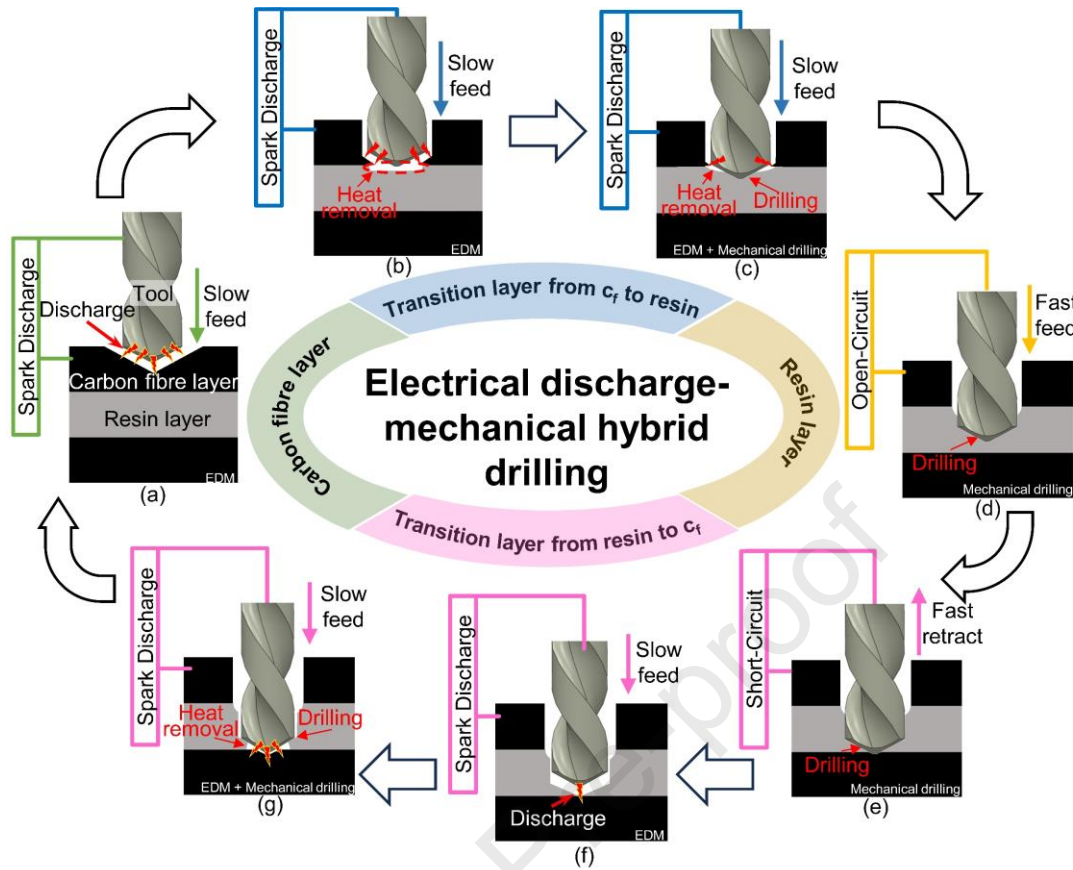 Spark Discharge
Slow
feed
Heat
removal
EDM
(b)
Spark Discharge
Slow
feed
Heat
removal
Drilling
EDM + Mechanical drilling
(c)
Spark Discharge
Tool
Discharge
Slow
feed
Carbon fibre layer
Resin layer
EDM
(a)
Transition layer from cf to resin
Carbon fibre layer
Resin layer
Transition layer from resin to cf
Electrical discharge-
mechanical hybrid
drilling
Open-Circuit
Fast
feed
Drilling
Mechanical drilling
(d)
Short-Circuit
Fast
retract
Drilling
Mechanical drilling
(e)
Spark Discharge
Slow
feed
Discharge
EDM
(f)
Spark Discharge
Slow
feed
Heat
removal
Drilling
EDM + Mechanical drilling
(g)